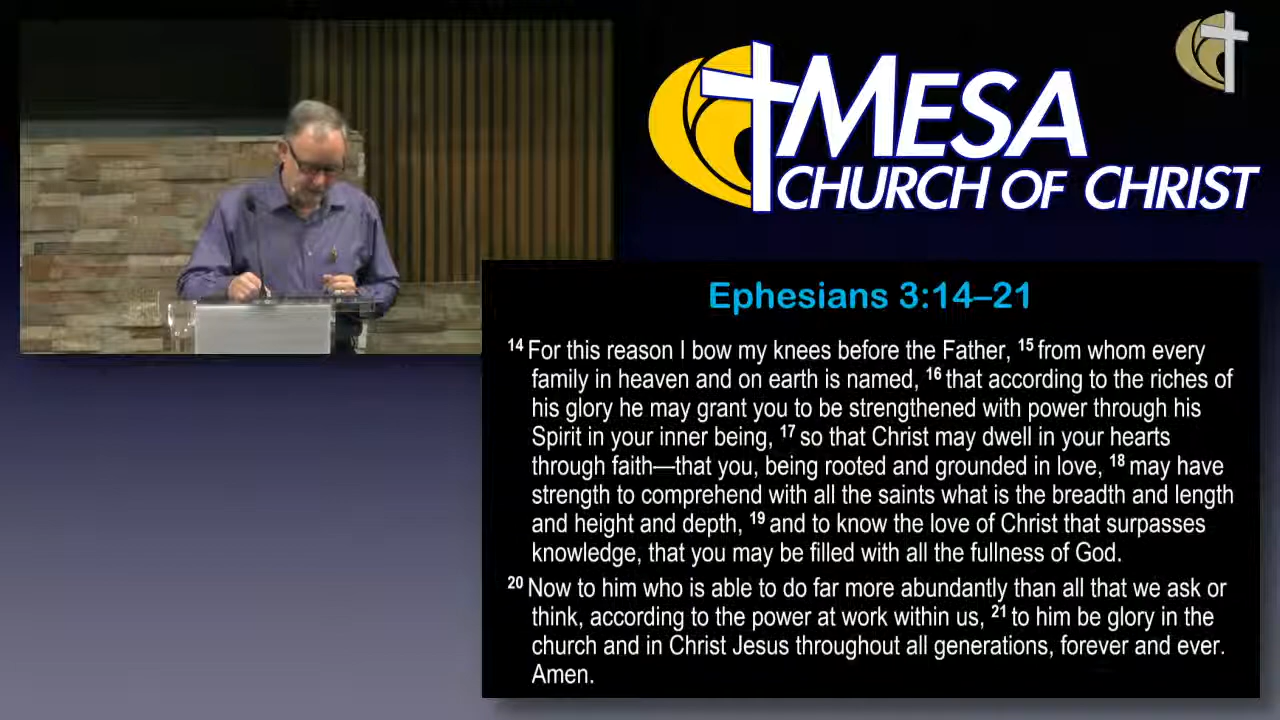 MESA
CHURCH OF CHRIST
Ephesians 3:14–21
14 For this reason I bow my knees before the Father, 15 from whom every
family in heaven and on earth is named, 16 that according to the riches of
his glory he may grant you to be strengthened with power through his
Spirit in your inner being, 17 so that Christ may dwell in your hearts
through faith—that you, being rooted and grounded in love, 18 may have
strength to comprehend with all the saints what is the breadth and length
and height and depth, 19 and to know the love of Christ that surpasses
knowledge, that you may be filled with all the fullness of God.
20 Now to him who is able to do far more abundantly than all that we ask or
think, according to the power at work within us, 21 to him be glory in the
church and in Christ Jesus throughout all generations, forever and ever.
Amen.